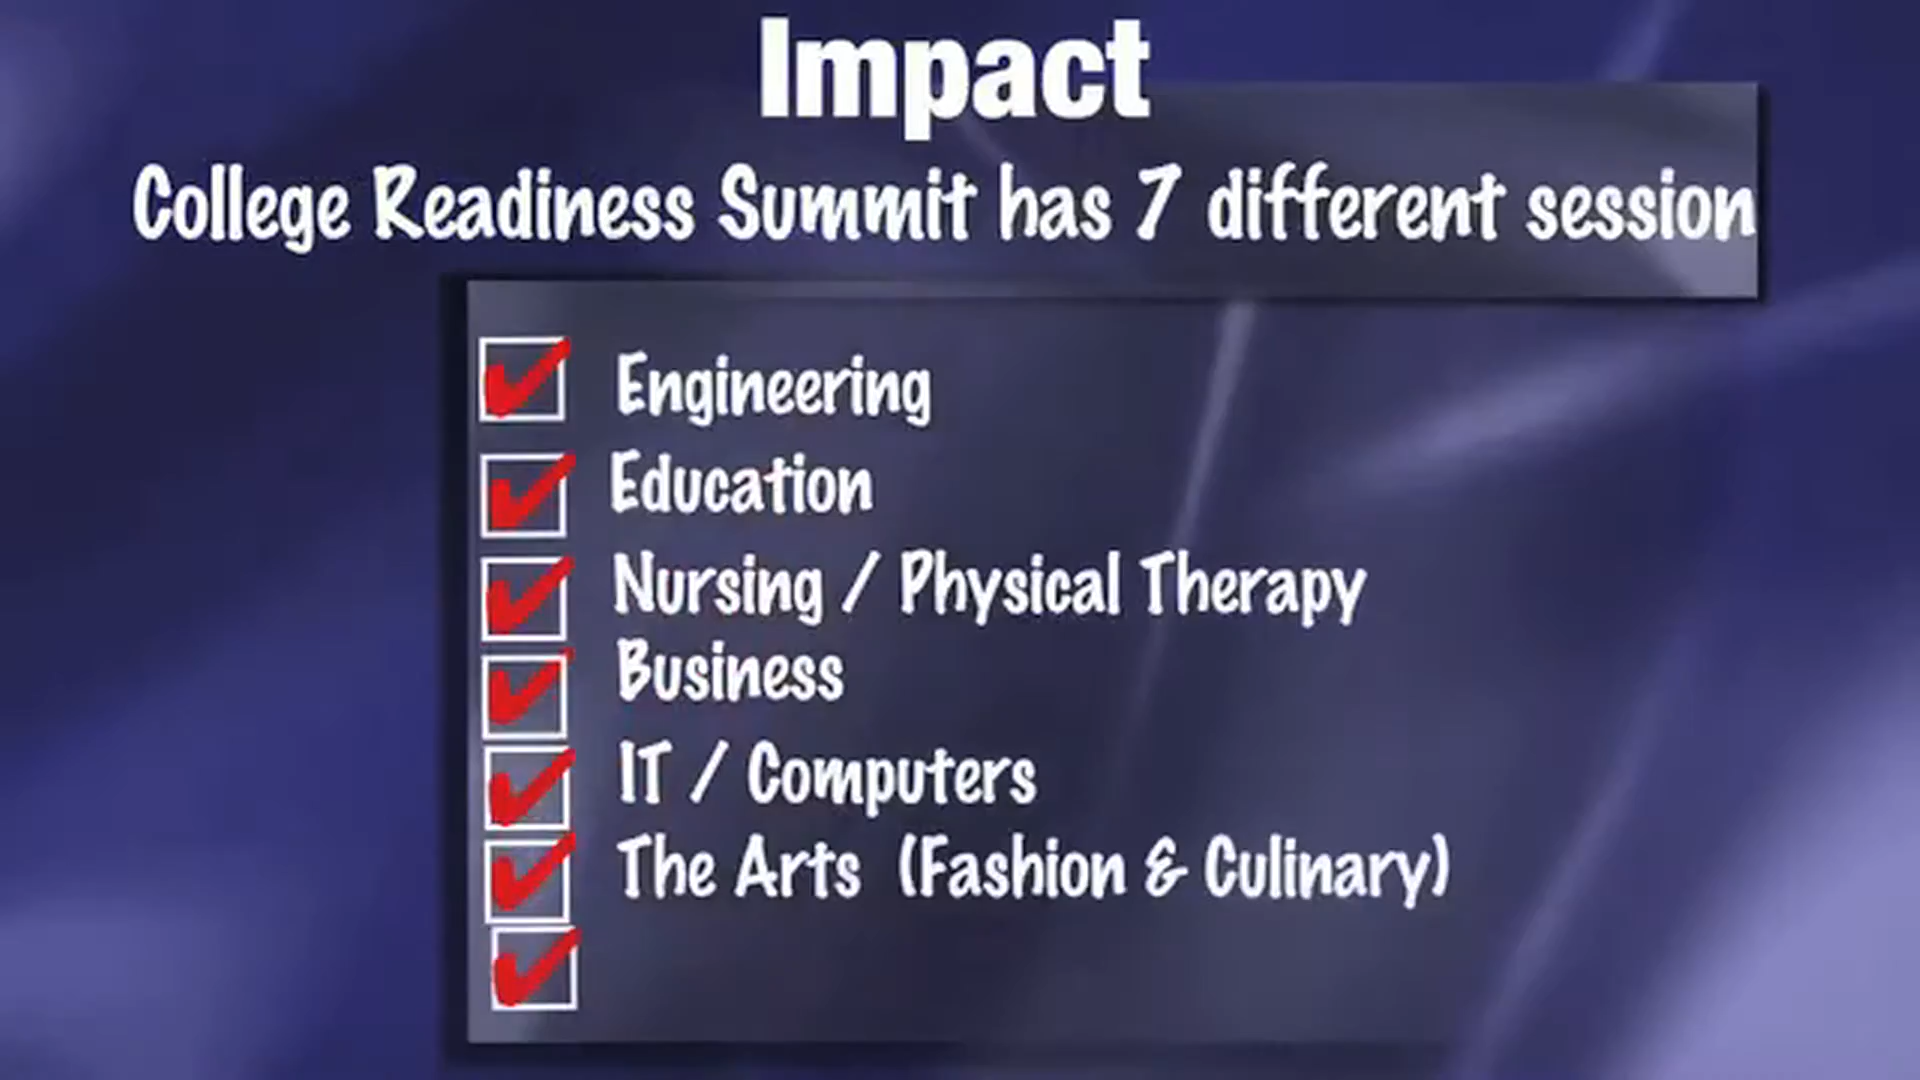 Impact
College Readiness Summit has 7 different session
Engineering
Education
Nursing / Physical Therapy
Business
IT / Computers
The Arts (Fashion & Culinary)